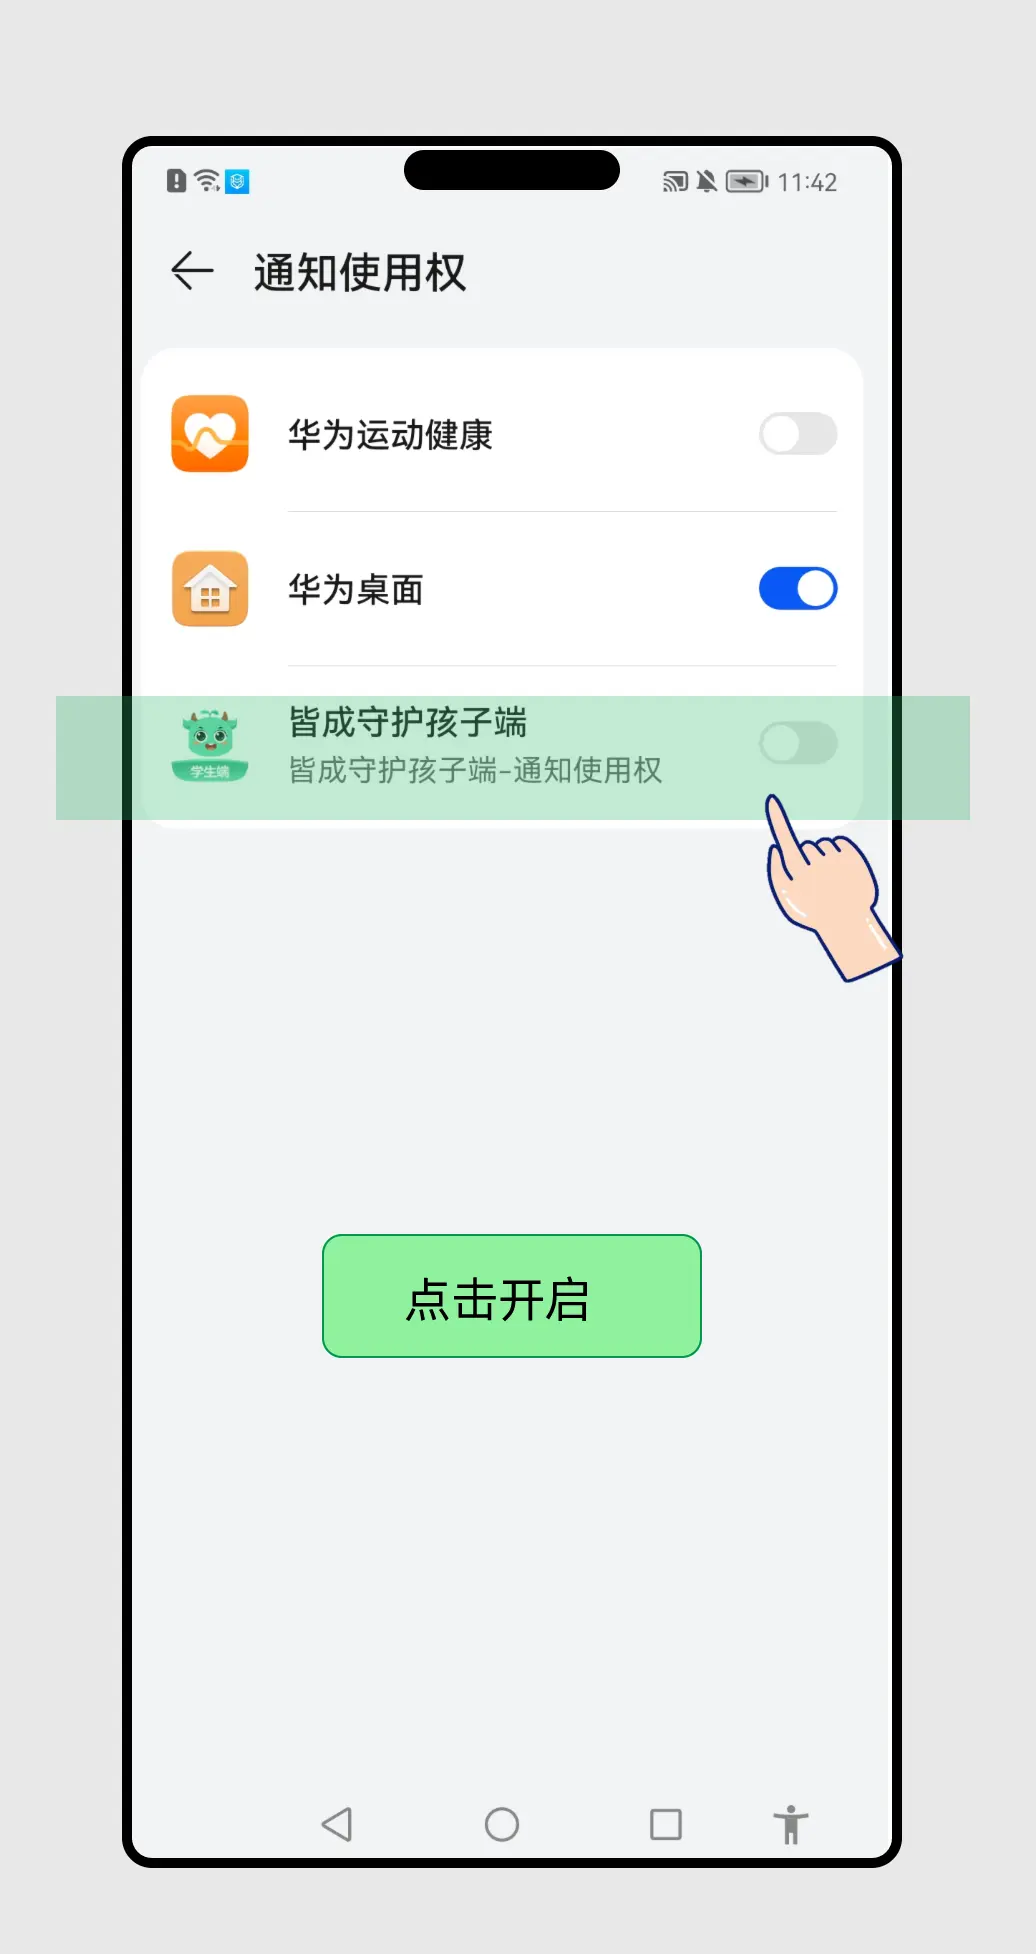 11:42
通知使用权
华为运动健康
华为桌面
皆成守护孩子端
学生端
皆成守护孩子端-通知使用权
点击开启